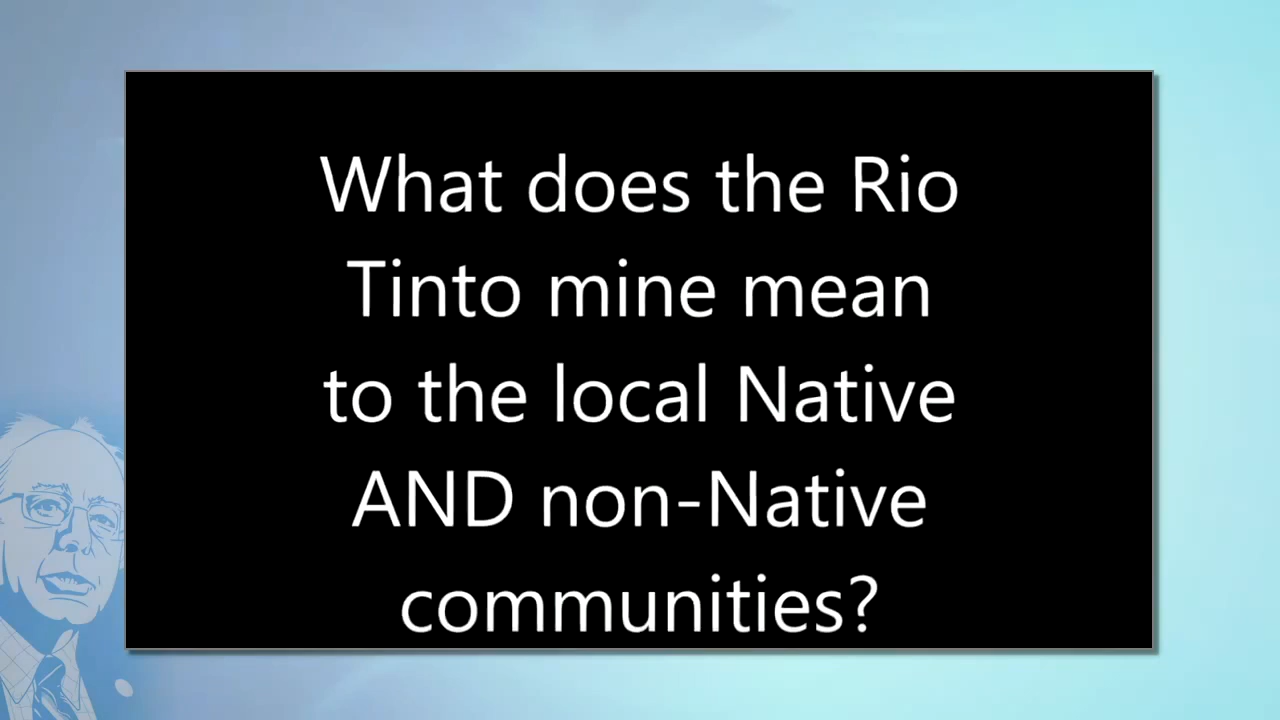 What does the Rio
Tinto mine mean
to the local Native
AND non-Native
communities?